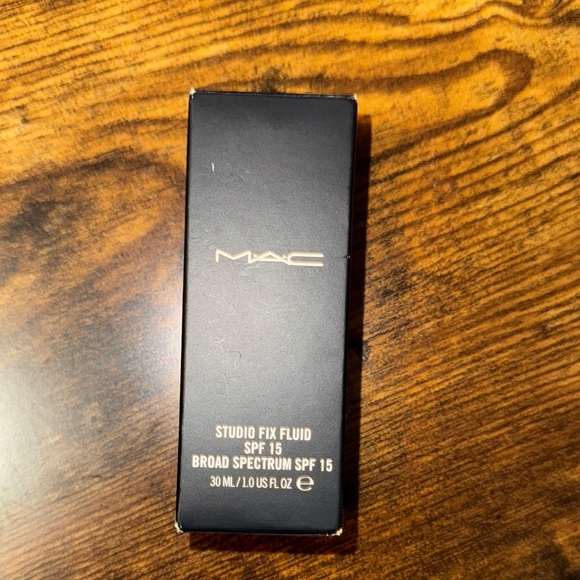 M·A·C
STUDIO FIX FLUID
SPF 15
BROAD SPECTRUM SPF 15
30 ML / 1.0 US FL OZ ℮